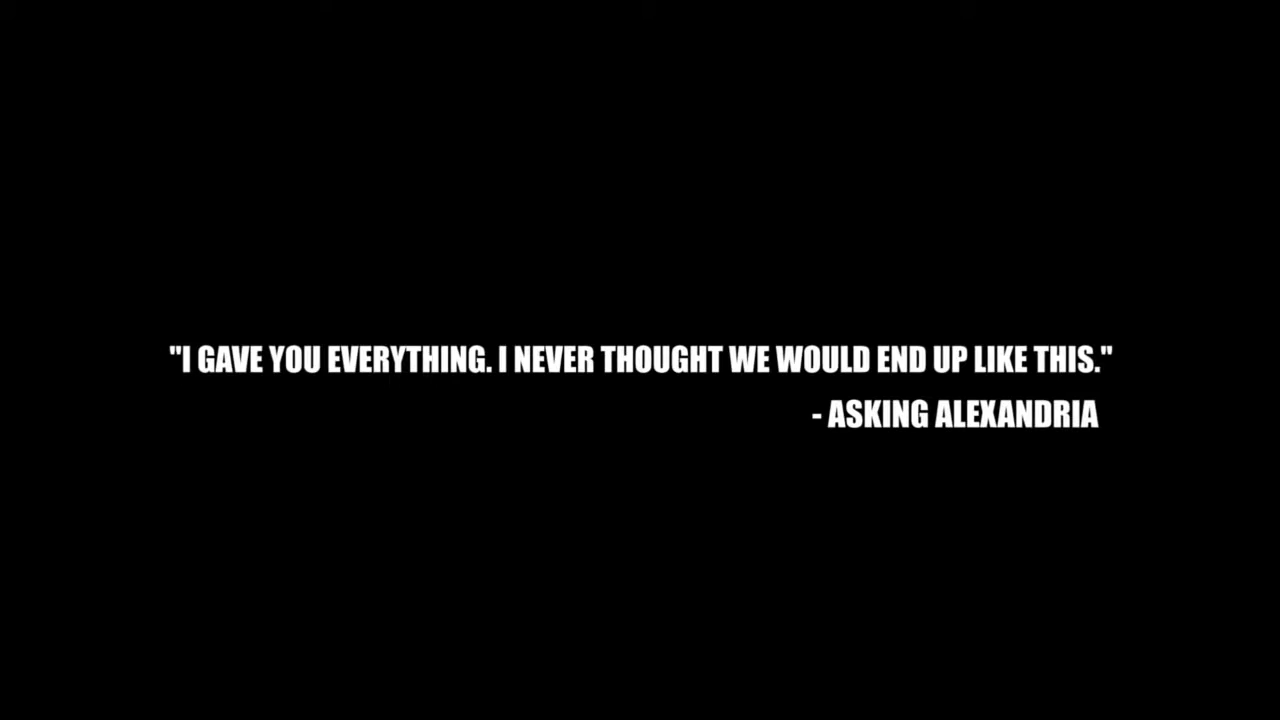 "I GAVE YOU EVERYTHING. I NEVER THOUGHT WE WOULD END UP LIKE THIS."
- ASKING ALEXANDRIA